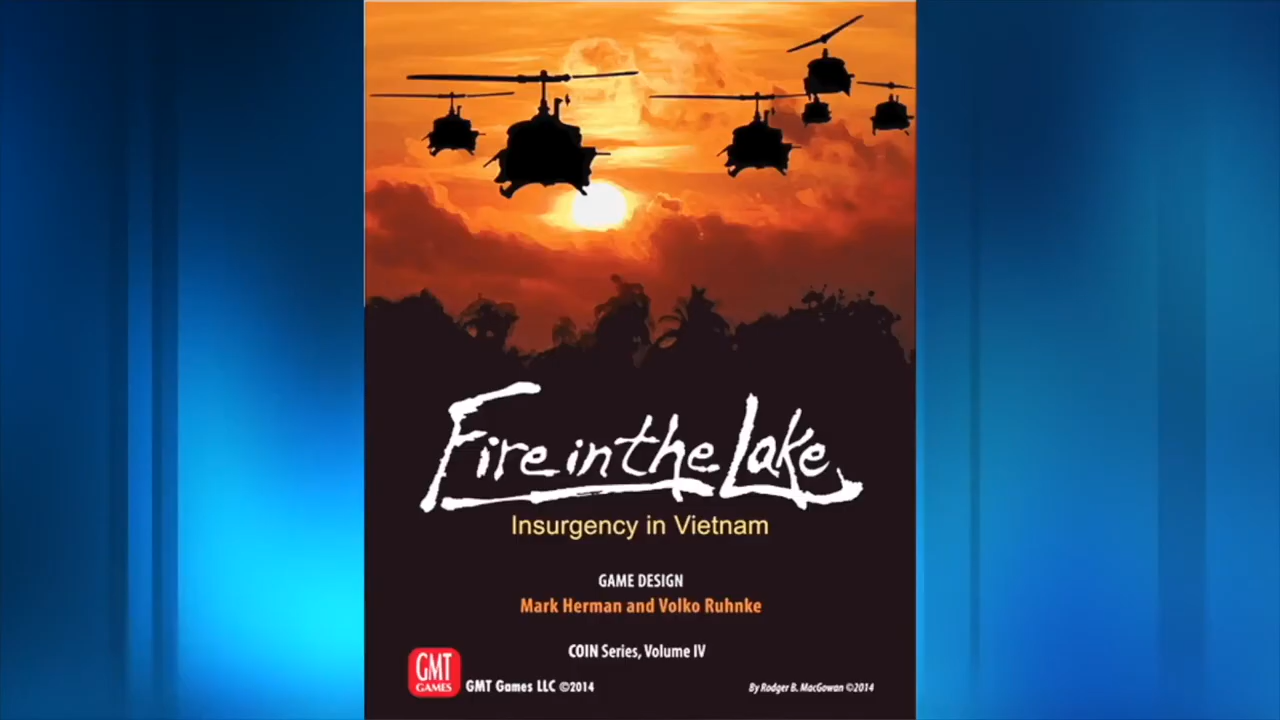 Fire in the Lake
Insurgency in Vietnam
GAME DESIGN
Mark Herman and Volko Ruhnke
COIN Series, Volume IV
GMT
GAMES
GMT Games LLC ©2014
By Rodger B. MacGowan ©2014